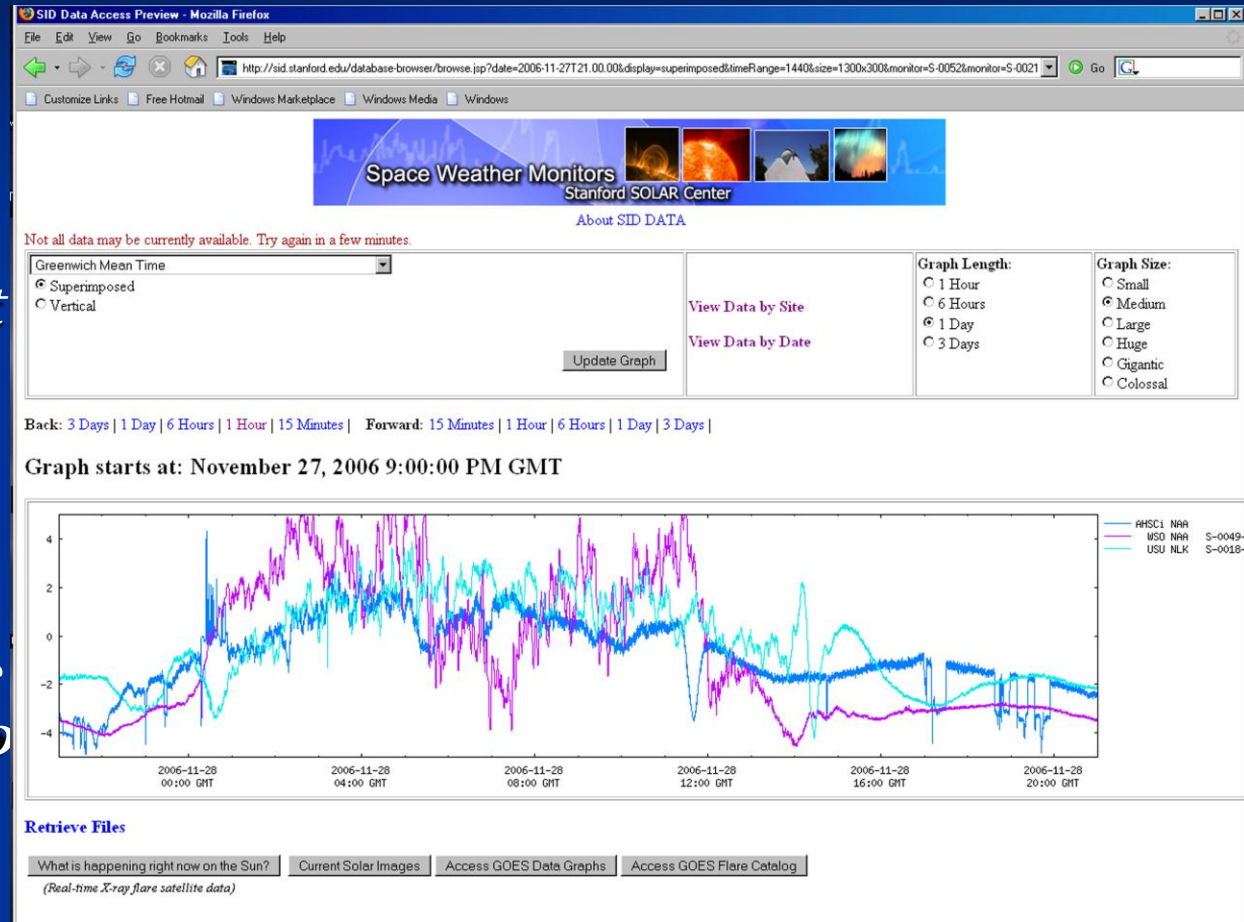 SID Data Access Preview - Mozilla Firefox
File Edit View Go Bookmarks Tools Help
http://sid.stanford.edu/database-browser/browse.jsp?date=2006-11-27T21.00.00&display=superimposed&timeRange=1440&size=1300x300&monitor=S-0052&monitor=S-0021 Go
Customize Links Free Hotmail Windows Marketplace Windows Media Windows
Space Weather Monitors
Stanford SOLAR Center
About SID DATA
Not all data may be currently available. Try again in a few minutes.
Greenwich Mean Time
Superimposed
Vertical
Update Graph
View Data by Site
View Data by Date
Graph Length:
1 Hour
6 Hours
1 Day
3 Days
Graph Size:
Small
Medium
Large
Huge
Gigantic
Colossal
Back: 3 Days | 1 Day | 6 Hours | 1 Hour | 15 Minutes | Forward: 15 Minutes | 1 Hour | 6 Hours | 1 Day | 3 Days |
Graph starts at: November 27, 2006 9:00:00 PM GMT
4
2
0
-2
-4
AHSCi NAA
WSO NAA S-0049-
USU NLK S-0018-
2006-11-28 2006-11-28 2006-11-28 2006-11-28 2006-11-28 2006-11-28
00:00 GMT 04:00 GMT 08:00 GMT 12:00 GMT 16:00 GMT 20:00 GMT
Retrieve Files
What is happening right now on the Sun? Current Solar Images Access GOES Data Graphs Access GOES Flare Catalog
(Real-time X-ray flare satellite data)